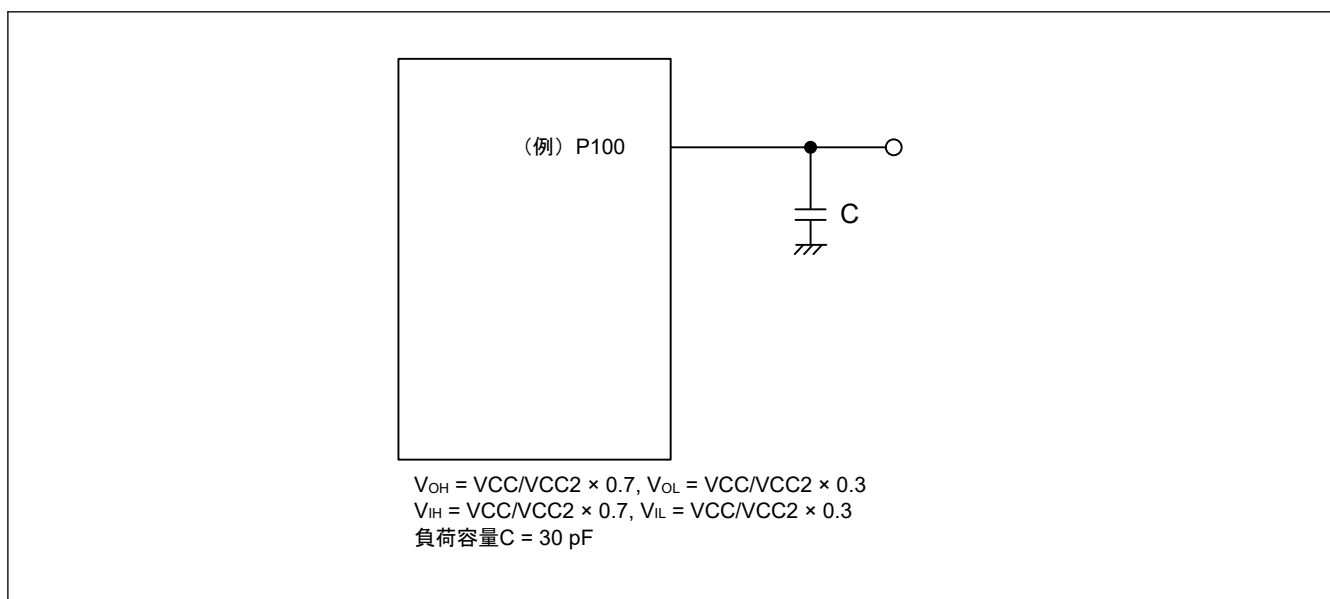 （例）P100
C
VOH = VCC/VCC2 × 0.7, VOL = VCC/VCC2 × 0.3
VIH = VCC/VCC2 × 0.7, VIL = VCC/VCC2 × 0.3
負荷容量C = 30 pF